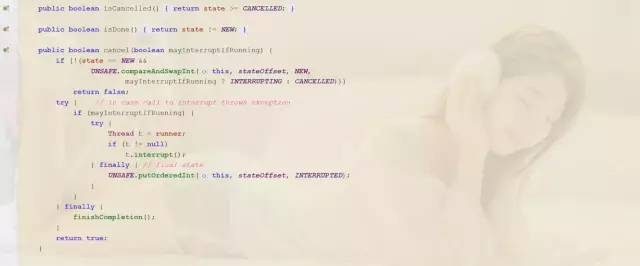 public boolean isCancelled() { return state >= CANCELLED; }
public boolean isDone() { return state != NEW; }
public boolean cancel(boolean mayInterruptIfRunning) {
if (!(state == NEW &&
UNSAFE.compareAndSwapInt( o: this, stateOffset, NEW,
mayInterruptIfRunning ? INTERRUPTING : CANCELLED)))
return false;
try { // in case call to interrupt throws exception
if (mayInterruptIfRunning) {
try {
Thread t = runner;
if (t != null)
t.interrupt();
} finally { // final state
UNSAFE.putOrderedInt( o: this, stateOffset, INTERRUPTED);
}
}
} finally {
finishCompletion();
}
return true;
}